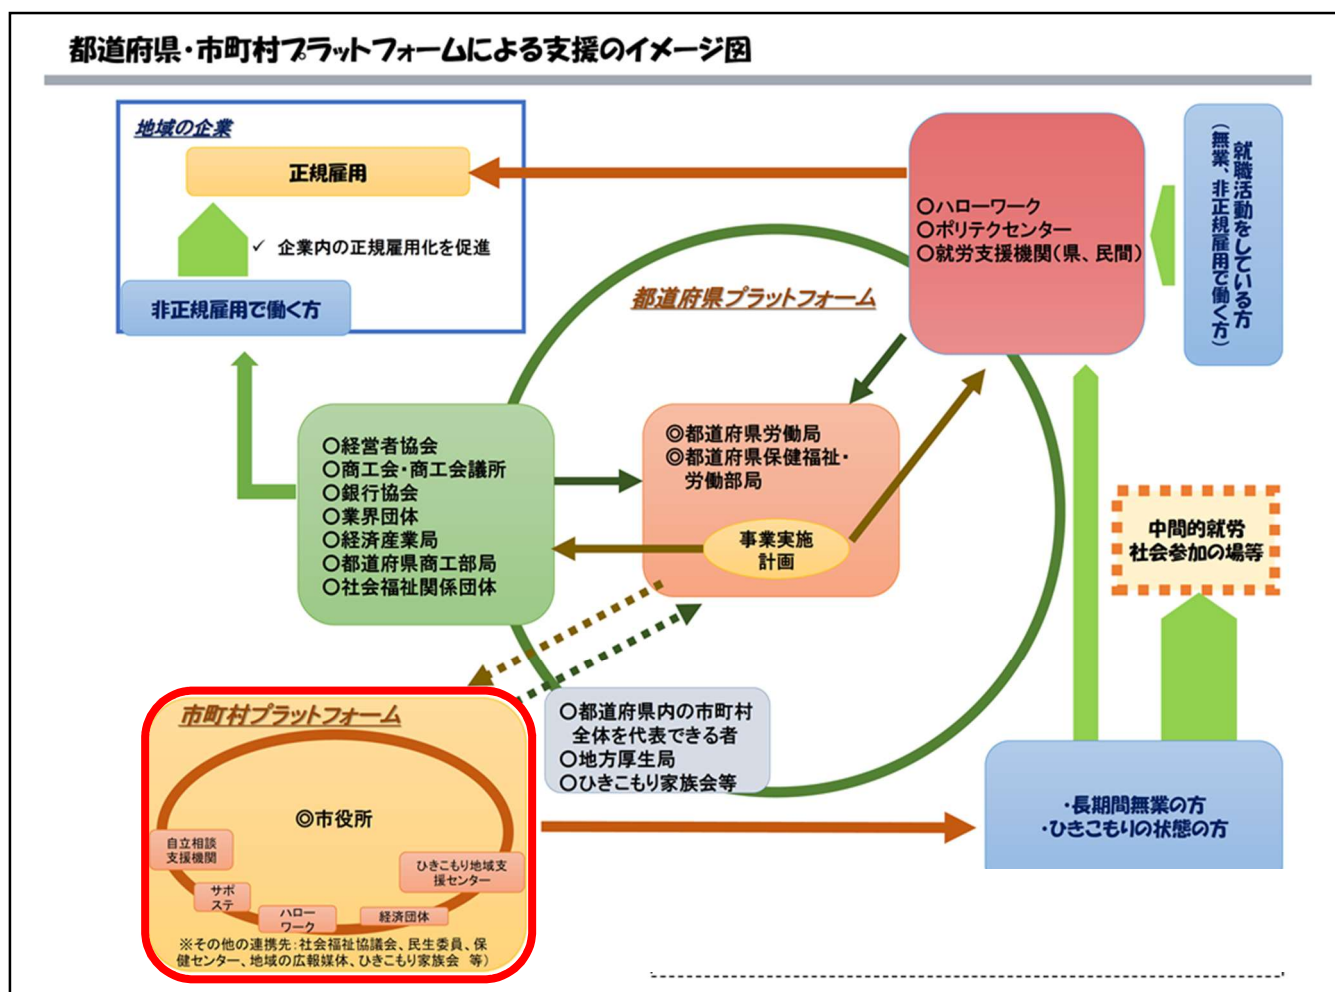 都道府県・市町村プラットフォームによる支援のイメージ図
地域の企業
正規雇用
✓ 企業内の正規雇用化を促進
非正規雇用で働く方
都道府県プラットフォーム
○ハローワーク
○ポリテクセンター
○就労支援機関(県、民間)
就職活動をしている方
(無業、非正規雇用で働く方)
○経営者協会
○商工会・商工会議所
○銀行協会
○業界団体
○経済産業局
○都道府県商工部局
○社会福祉関係団体
◎都道府県労働局
◎都道府県保健福祉・
労働部局
事業実施
計画
中間的就労
社会参加の場等
○都道府県内の市町村
全体を代表できる者
○地方厚生局
○ひきこもり家族会等
・長期間無業の方
・ひきこもりの状態の方
市町村プラットフォーム
◎市役所
自立相談
支援機関
サポ
ステ
ハロー
ワーク
経済団体
ひきこもり地域支
援センター
※その他の連携先:社会福祉協議会、民生委員、保
健センター、地域の広報媒体、ひきこもり家族会 等)